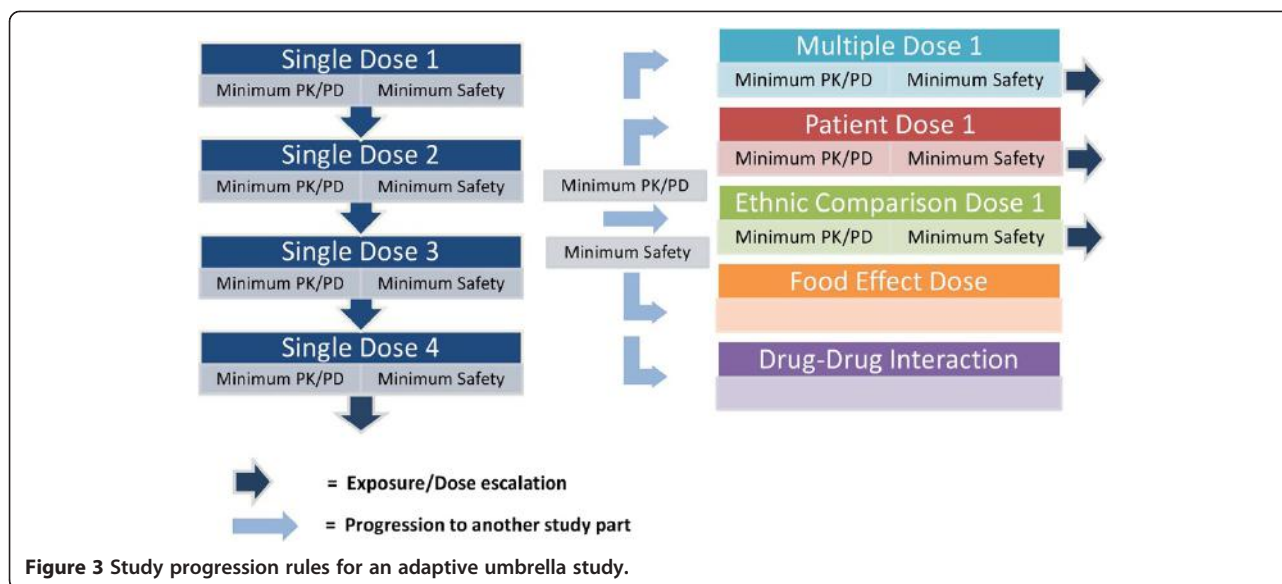 Single Dose 1
Minimum PK/PD Minimum Safety
Single Dose 2
Minimum PK/PD Minimum Safety
Single Dose 3
Minimum PK/PD Minimum Safety
Single Dose 4
Minimum PK/PD Minimum Safety
Minimum PK/PD
Minimum Safety
Multiple Dose 1
Minimum PK/PD Minimum Safety
Patient Dose 1
Minimum PK/PD Minimum Safety
Ethnic Comparison Dose 1
Minimum PK/PD Minimum Safety
Food Effect Dose
Drug-Drug Interaction
= Exposure/Dose escalation
= Progression to another study part
Figure 3 Study progression rules for an adaptive umbrella study.